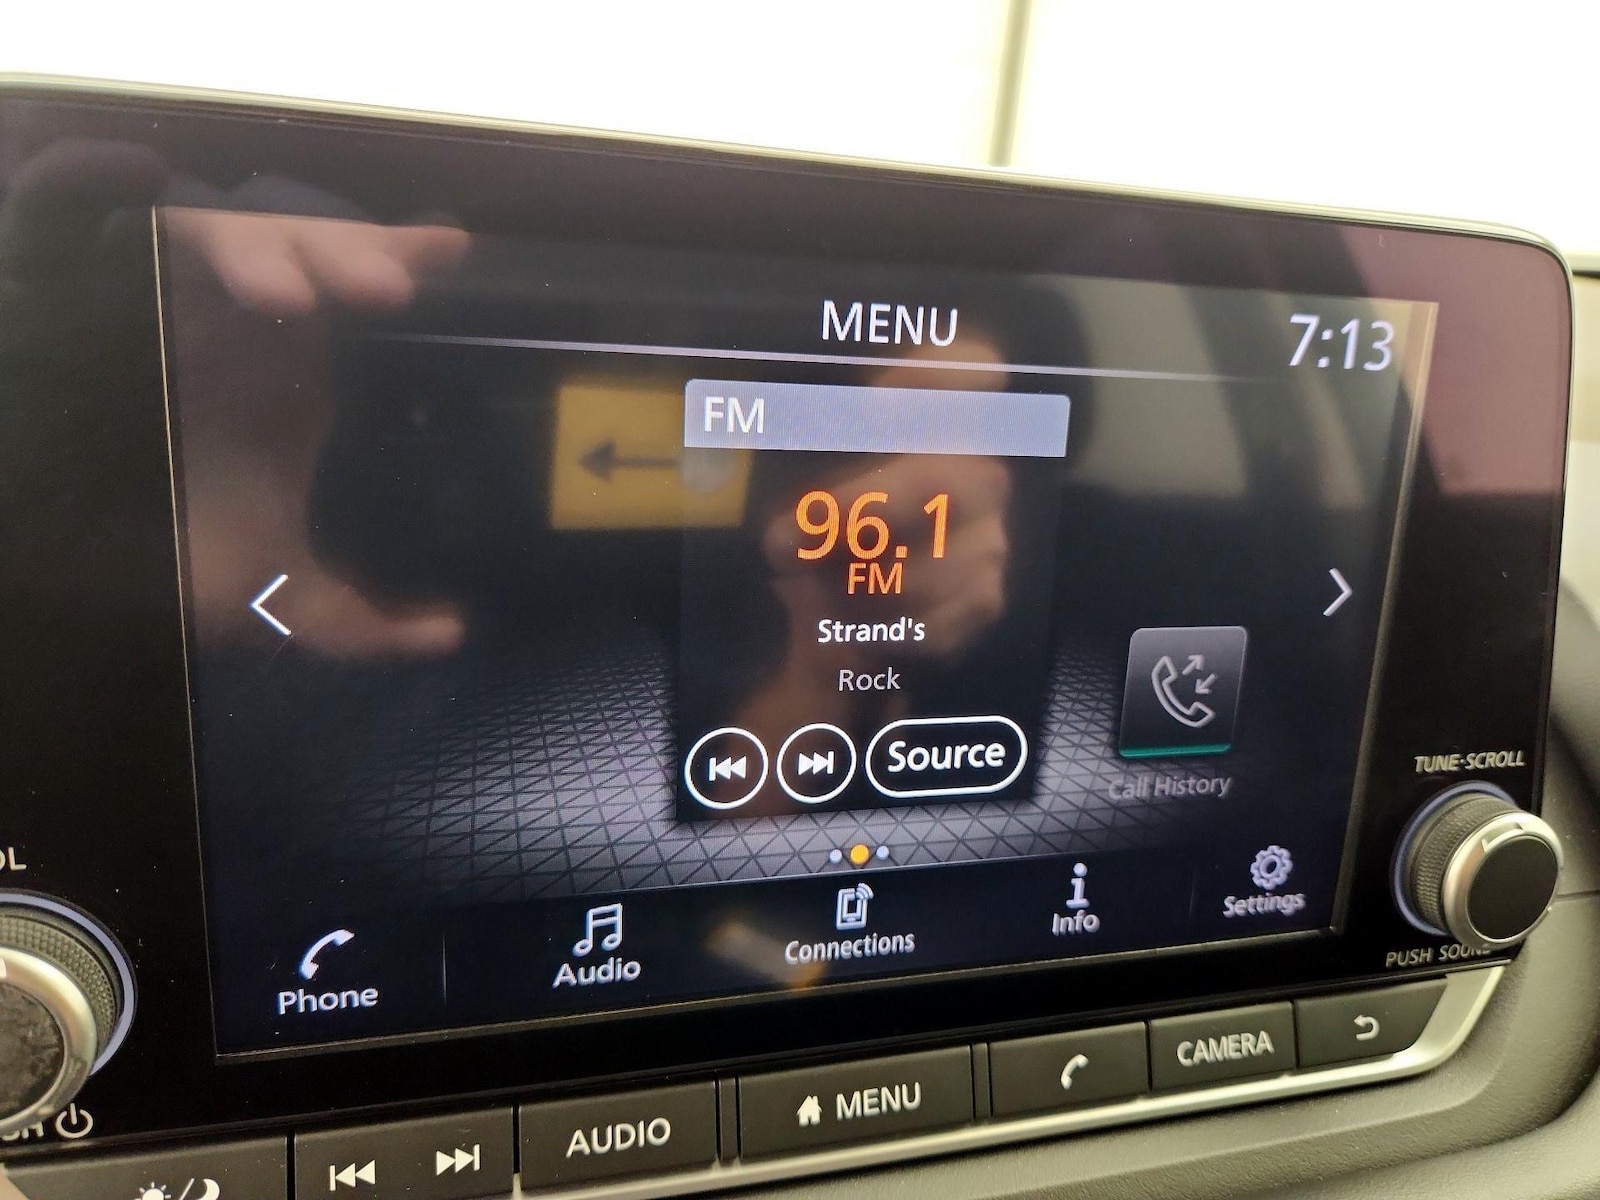 MENU
7:13
FM
96.1
FM
Strand's
Rock
Source
Call History
Phone
Audio
Connections
Info
Settings
TUNE·SCROLL
PUSH
AUDIO
MENU
CAMERA